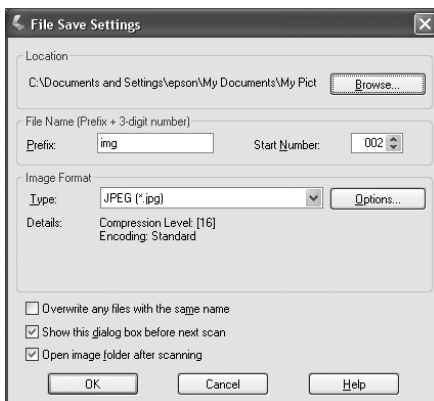 File Save Settings
Location
C:\Documents and Settings\epson\My Documents\My Pict
Browse...
File Name (Prefix + 3-digit number)
Prefix: img Start Number: 002
Image Format
Type: JPEG (*.jpg) Options...
Details: Compression Level: [16]
Encoding: Standard
Overwrite any files with the same name
Show this dialog box before next scan
Open image folder after scanning
OK Cancel Help